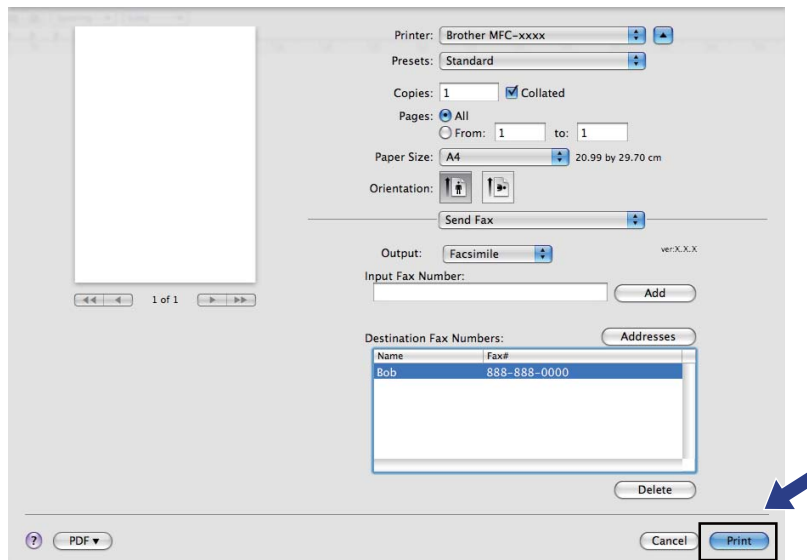 Printer: Brother MFC-xxxx
Presets: Standard
Copies: 1 Collated
Pages: All
From: 1 to: 1
Paper Size: A4 20.99 by 29.70 cm
Orientation:
Send Fax
Output: Facsimile ver:X.X.X
Input Fax Number:
Add
1 of 1
Destination Fax Numbers: Addresses
Name Fax#
Bob 888-888-0000
Delete
? PDF Cancel Print